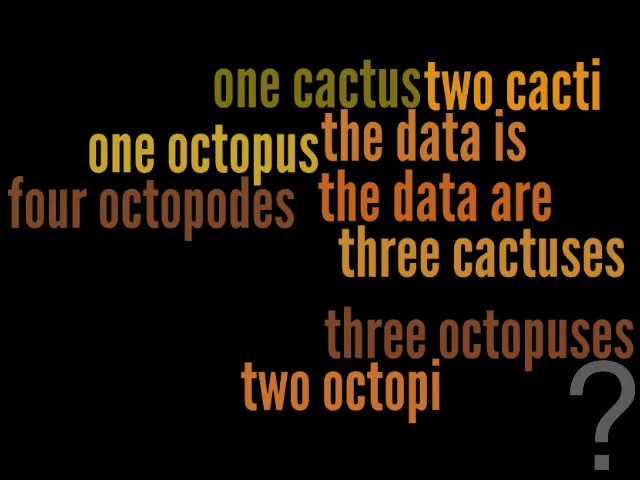 one cactus two cacti
one octopus the data is
four octopodes the data are
three cactuses
three octopuses
two octopi
?